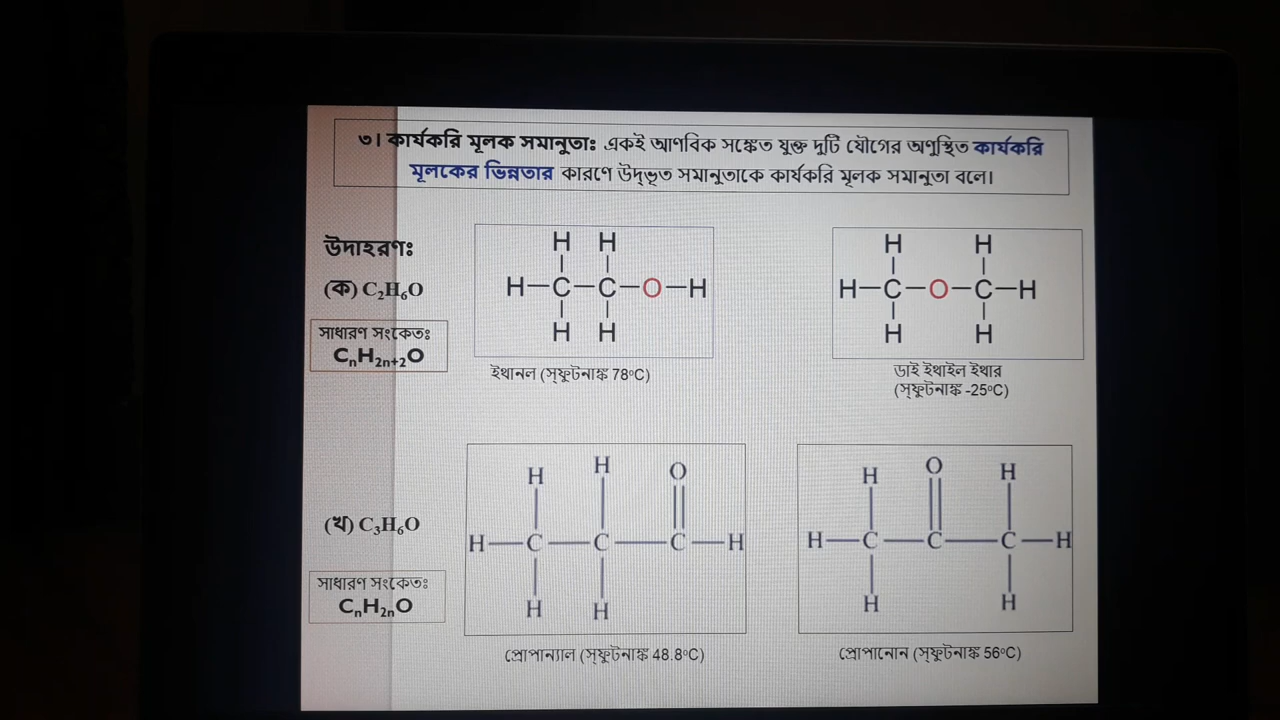 ৩। কার্যকরি মূলক সমানুতাঃ একই আণবিক সঙ্কেত যুক্ত দুটি যৌগের অণুস্থিত কার্যকরি
মূলকের ভিন্নতার কারণে উদ্ভূত সমানুতাকে কার্যকরি মূলক সমানুতা বলে।
উদাহরণঃ
(ক) C₂H₆O
সাধারণ সংকেতঃ
CₙH₂ₙ₊₂O
H H
H—C—C—O—H
H H
ইথানল (স্ফুটনাঙ্ক 78°C)
H H
H—C—O—C—H
H H
ডাই ইথাইল ইথার
(স্ফুটনাঙ্ক -25°C)
(খ) C₃H₆O
সাধারণ সংকেতঃ
CₙH₂ₙO
H H O
H—C—C—C—H
H H
প্রোপান্যাল (স্ফুটনাঙ্ক 48.8°C)
H O H
H—C—C—C—H
H H
প্রোপানোন (স্ফুটনাঙ্ক 56°C)